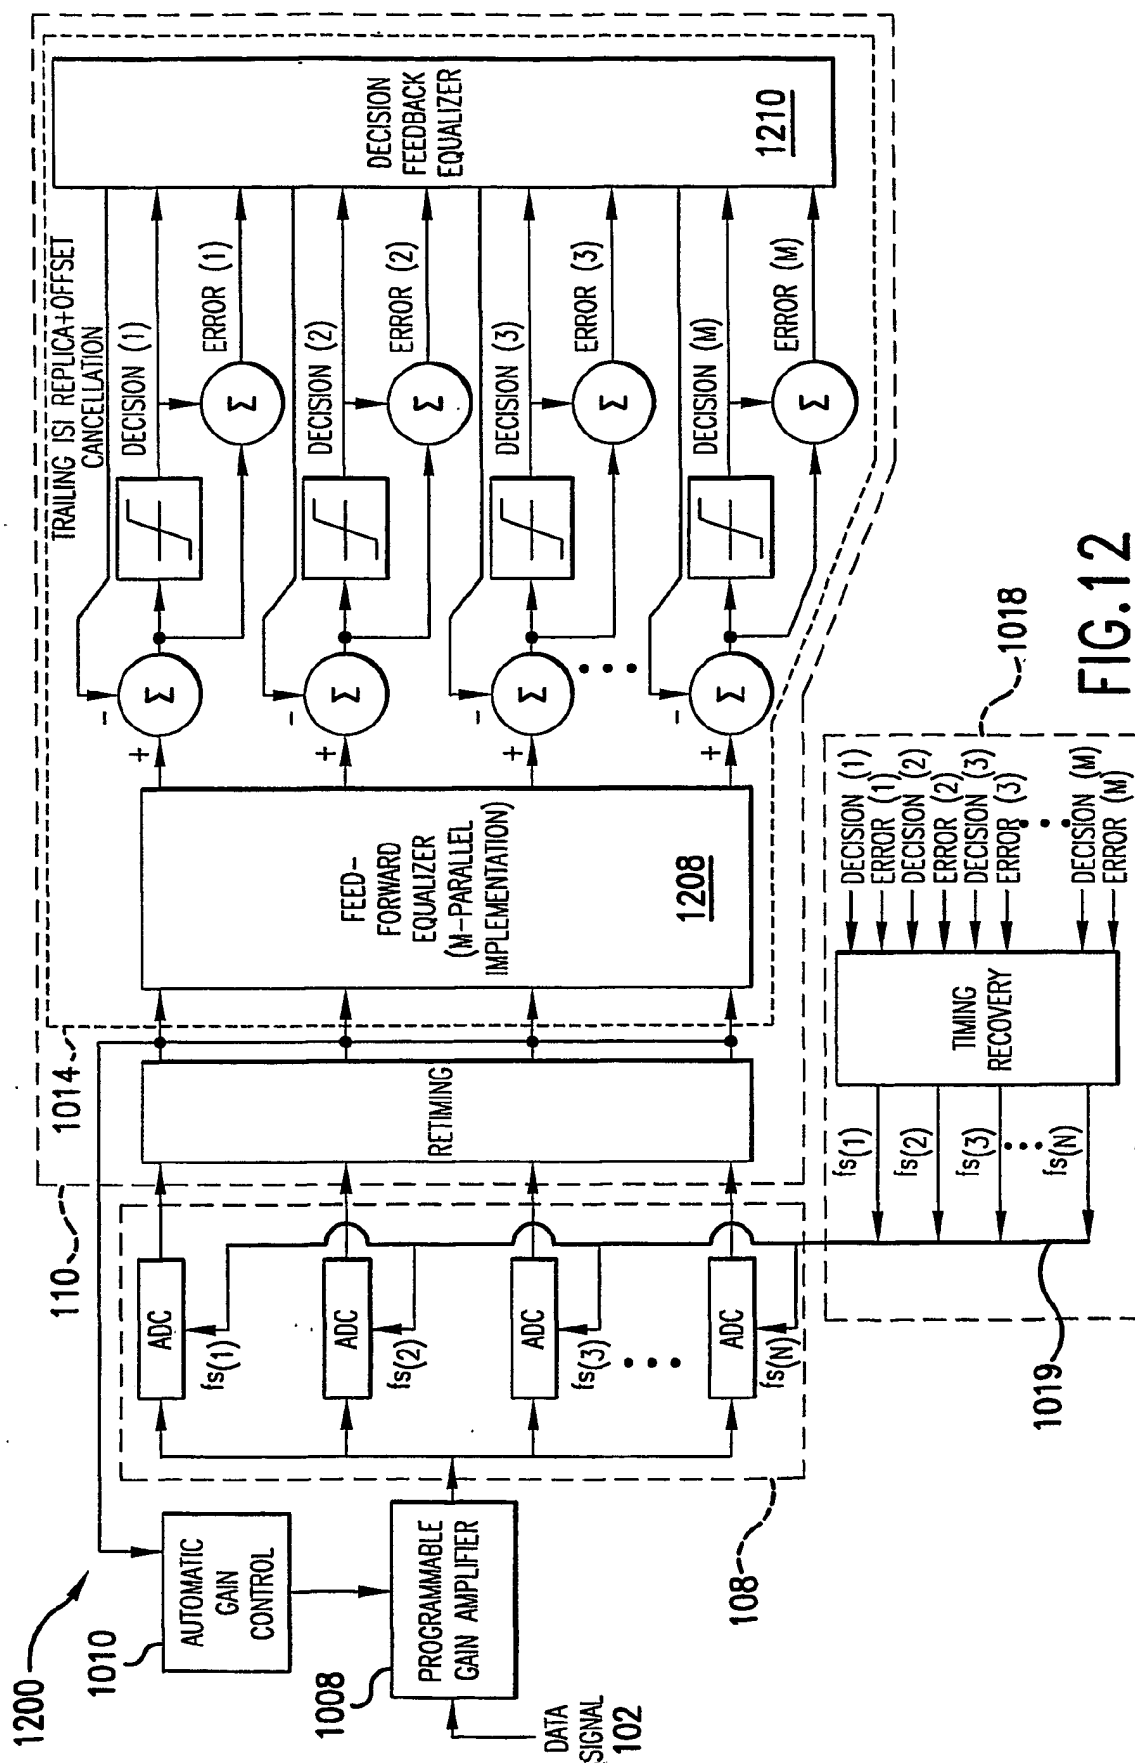 1200
1010
AUTOMATIC
GAIN
CONTROL
1008
PROGRAMMABLE
GAIN AMPLIFIER
DATA
SIGNAL
102
108
ADC
fs(1)
ADC
fs(2)
ADC
fs(3)
ADC
fs(N)
110
1014
RETIMING
FEED-
FORWARD
EQUALIZER
(M-PARALLEL
IMPLEMENTATION)
1208
+
-
Σ
+
-
Σ
+
-
Σ
+
-
Σ
TRAILING ISI REPLICA+OFFSET
CANCELLATION
DECISION (1)
Σ
ERROR (1)
DECISION (2)
Σ
ERROR (2)
DECISION (3)
Σ
ERROR (3)
DECISION (M)
Σ
ERROR (M)
DECISION
FEEDBACK
EQUALIZER
1210
1019
fs(1)
fs(2)
fs(3)
fs(N)
TIMING
RECOVERY
DECISION (1)
ERROR (1)
DECISION (2)
ERROR (2)
DECISION (3)
ERROR (3)
DECISION (M)
ERROR (M)
1018
FIG.12